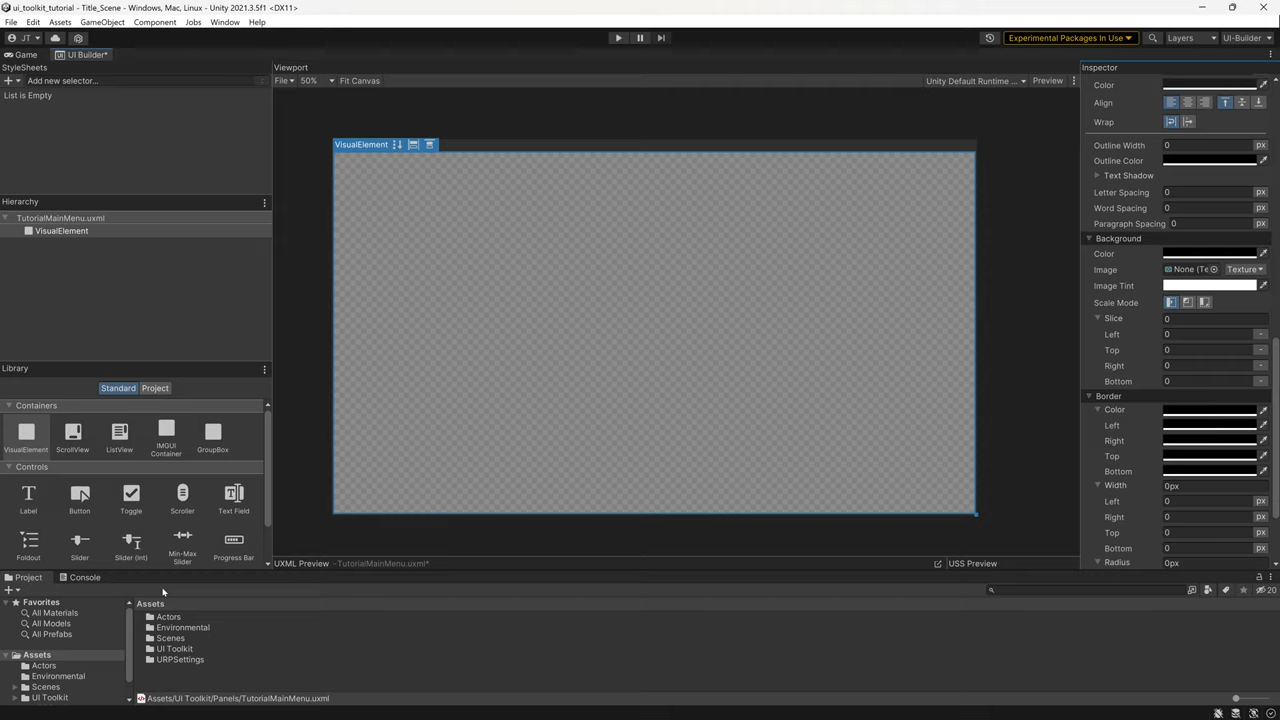 ui_toolkit_tutorial - Title_Scene - Windows, Mac, Linux - Unity 2021.3.5f1 <DX11>
File Edit Assets GameObject Component Jobs Window Help
JT Experimental Packages In Use Layers UI-Builder
Game UI Builder*
StyleSheets Viewport Inspector
Add new selector... File 50% Fit Canvas Unity Default Runtime ... Preview
List is Empty
VisualElement
Hierarchy
TutorialMainMenu.uxml
VisualElement
Library
Standard Project
Containers
VisualElement ScrollView ListView IMGUI Container GroupBox
Controls
Label Button Toggle Scroller Text Field
Foldout Slider Slider (Int) Min-Max Slider Progress Bar
Color
Align
Wrap
Outline Width 0 px
Outline Color
Text Shadow
Letter Spacing 0 px
Word Spacing 0 px
Paragraph Spacing 0 px
Background
Color
Image None (Te Texture
Image Tint
Scale Mode
Slice 0
Left 0 -
Top 0 -
Right 0 -
Bottom 0 -
Border
Color
Left
Right
Top
Bottom
Width 0px
Left 0 px
Right 0 px
Top 0 px
Bottom 0 px
Radius 0px
UXML Preview - TutorialMainMenu.uxml* USS Preview
Project Console
20
Favorites
All Materials
All Models
All Prefabs
Assets
Actors
Environmental
Scenes
UI Toolkit
Assets
Actors
Environmental
Scenes
UI Toolkit
URPSettings
Assets/UI Toolkit/Panels/TutorialMainMenu.uxml